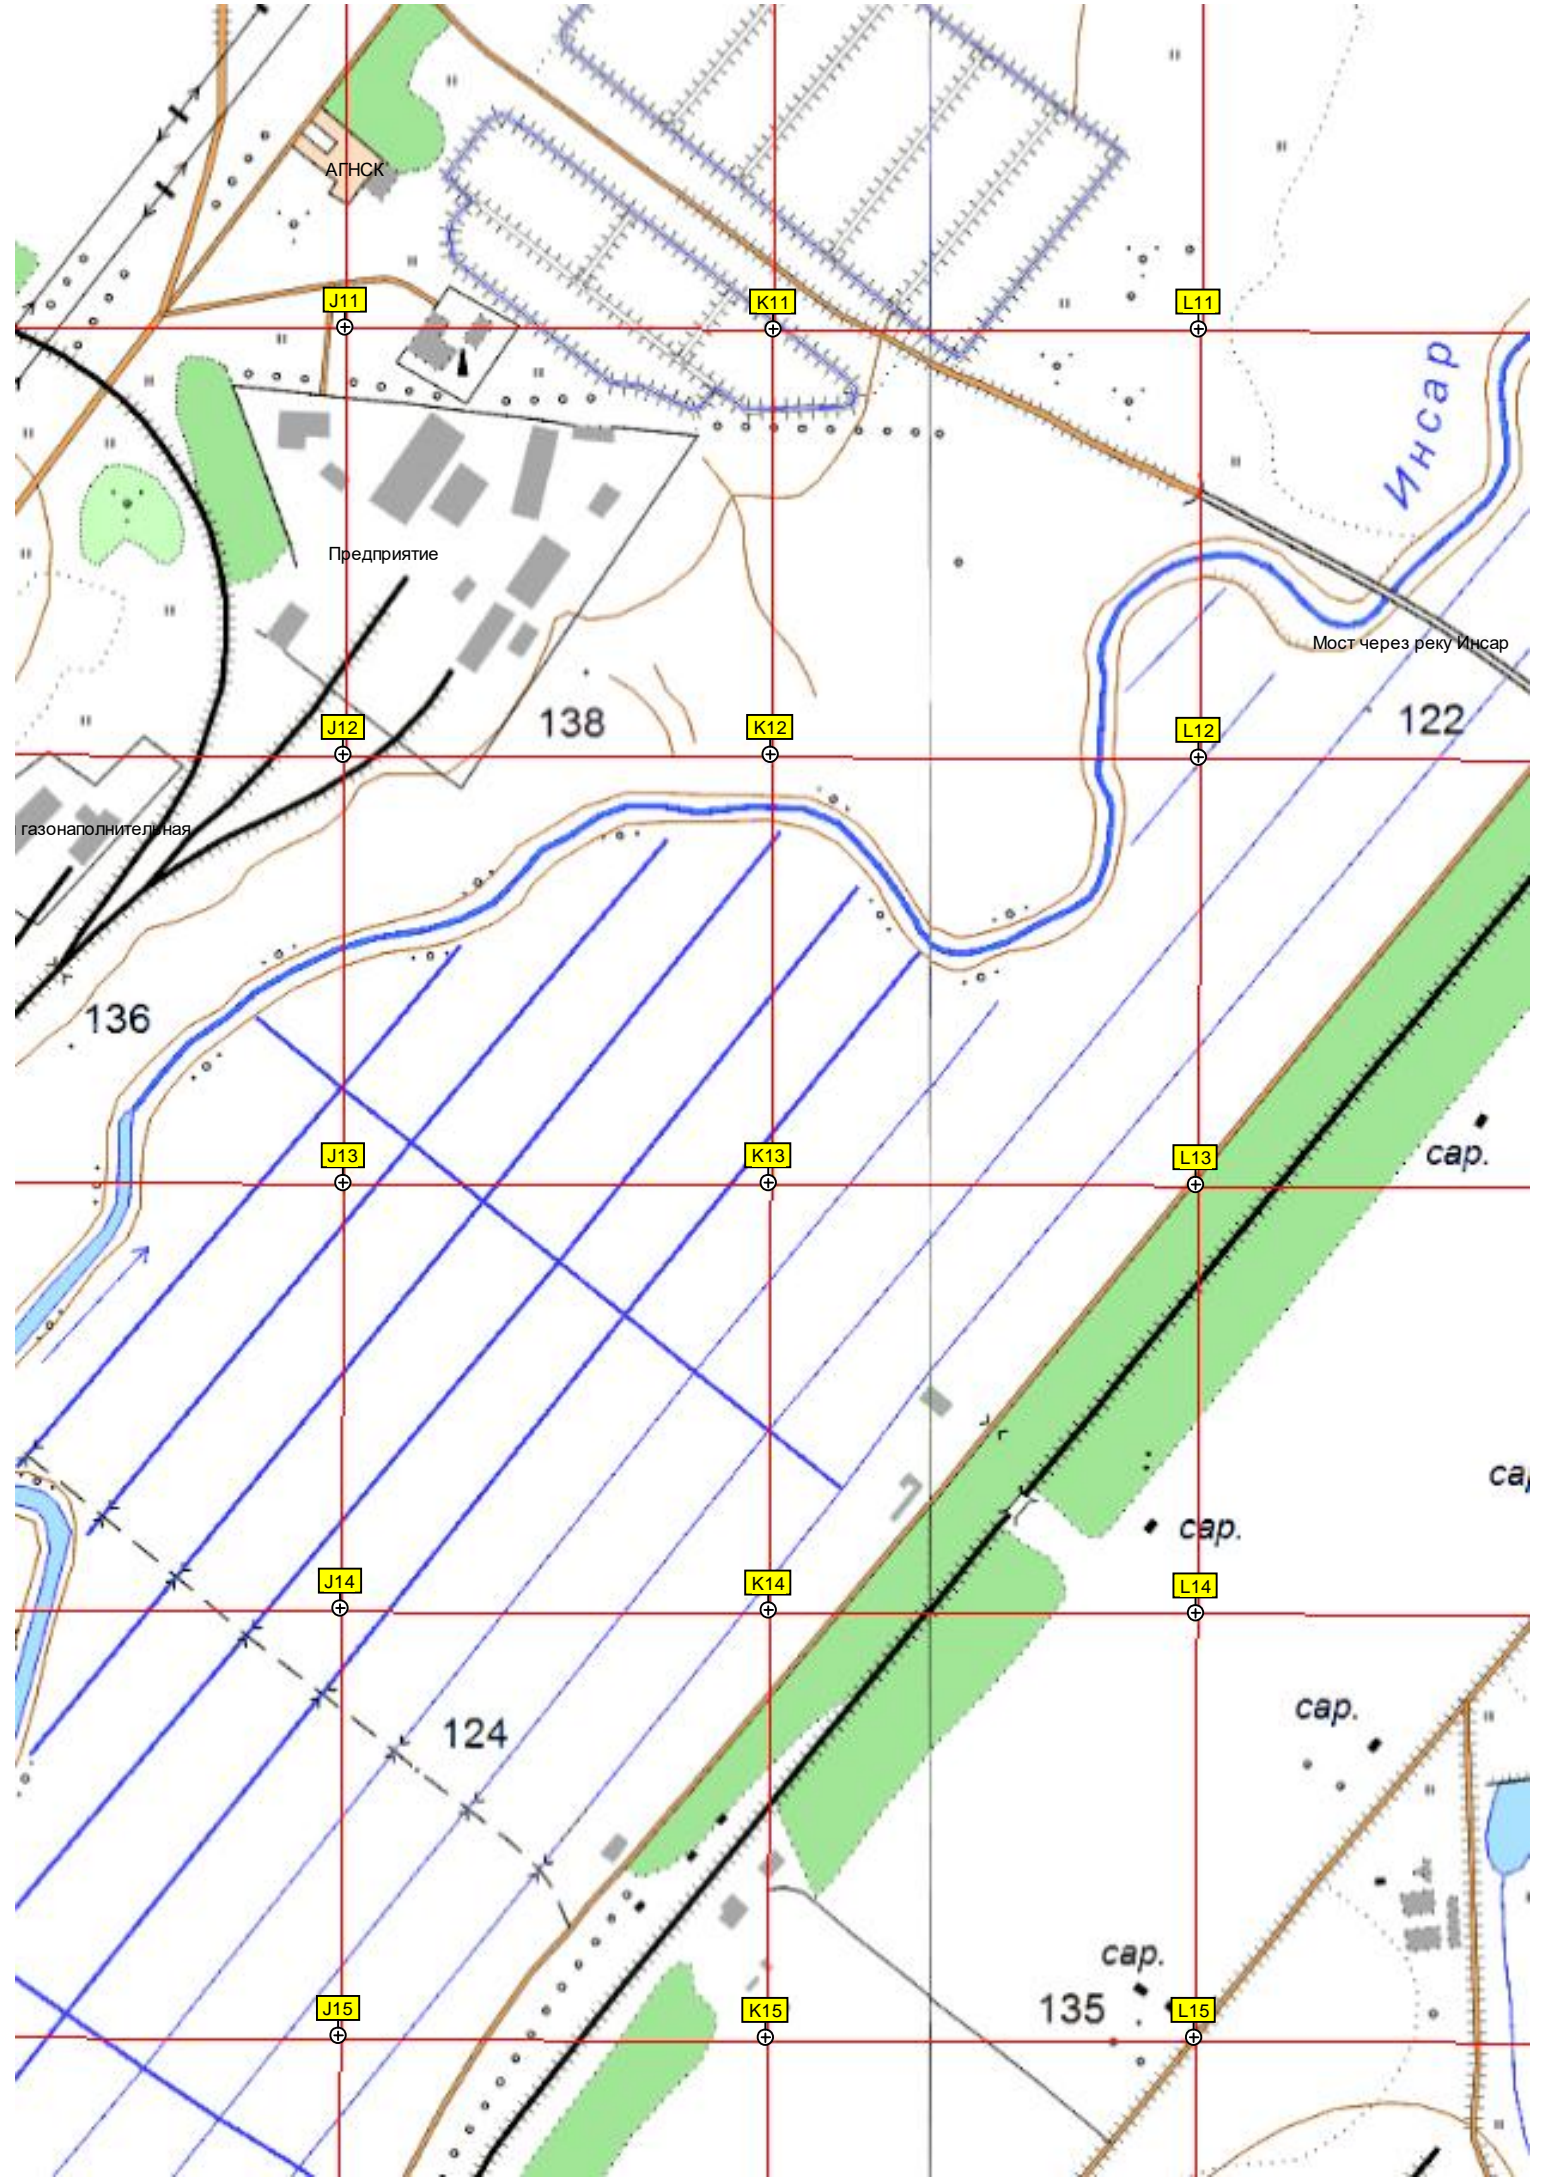 АГНСК
J11
K11
L11
Инсар
Предприятие
Мост через реку Инсар
138
122
J12
K12
L12
газонаполнительная
136
J13
K13
L13
сар.
сар.
J14
K14
L14
сар.
124
сар.
135
J15
K15
L15